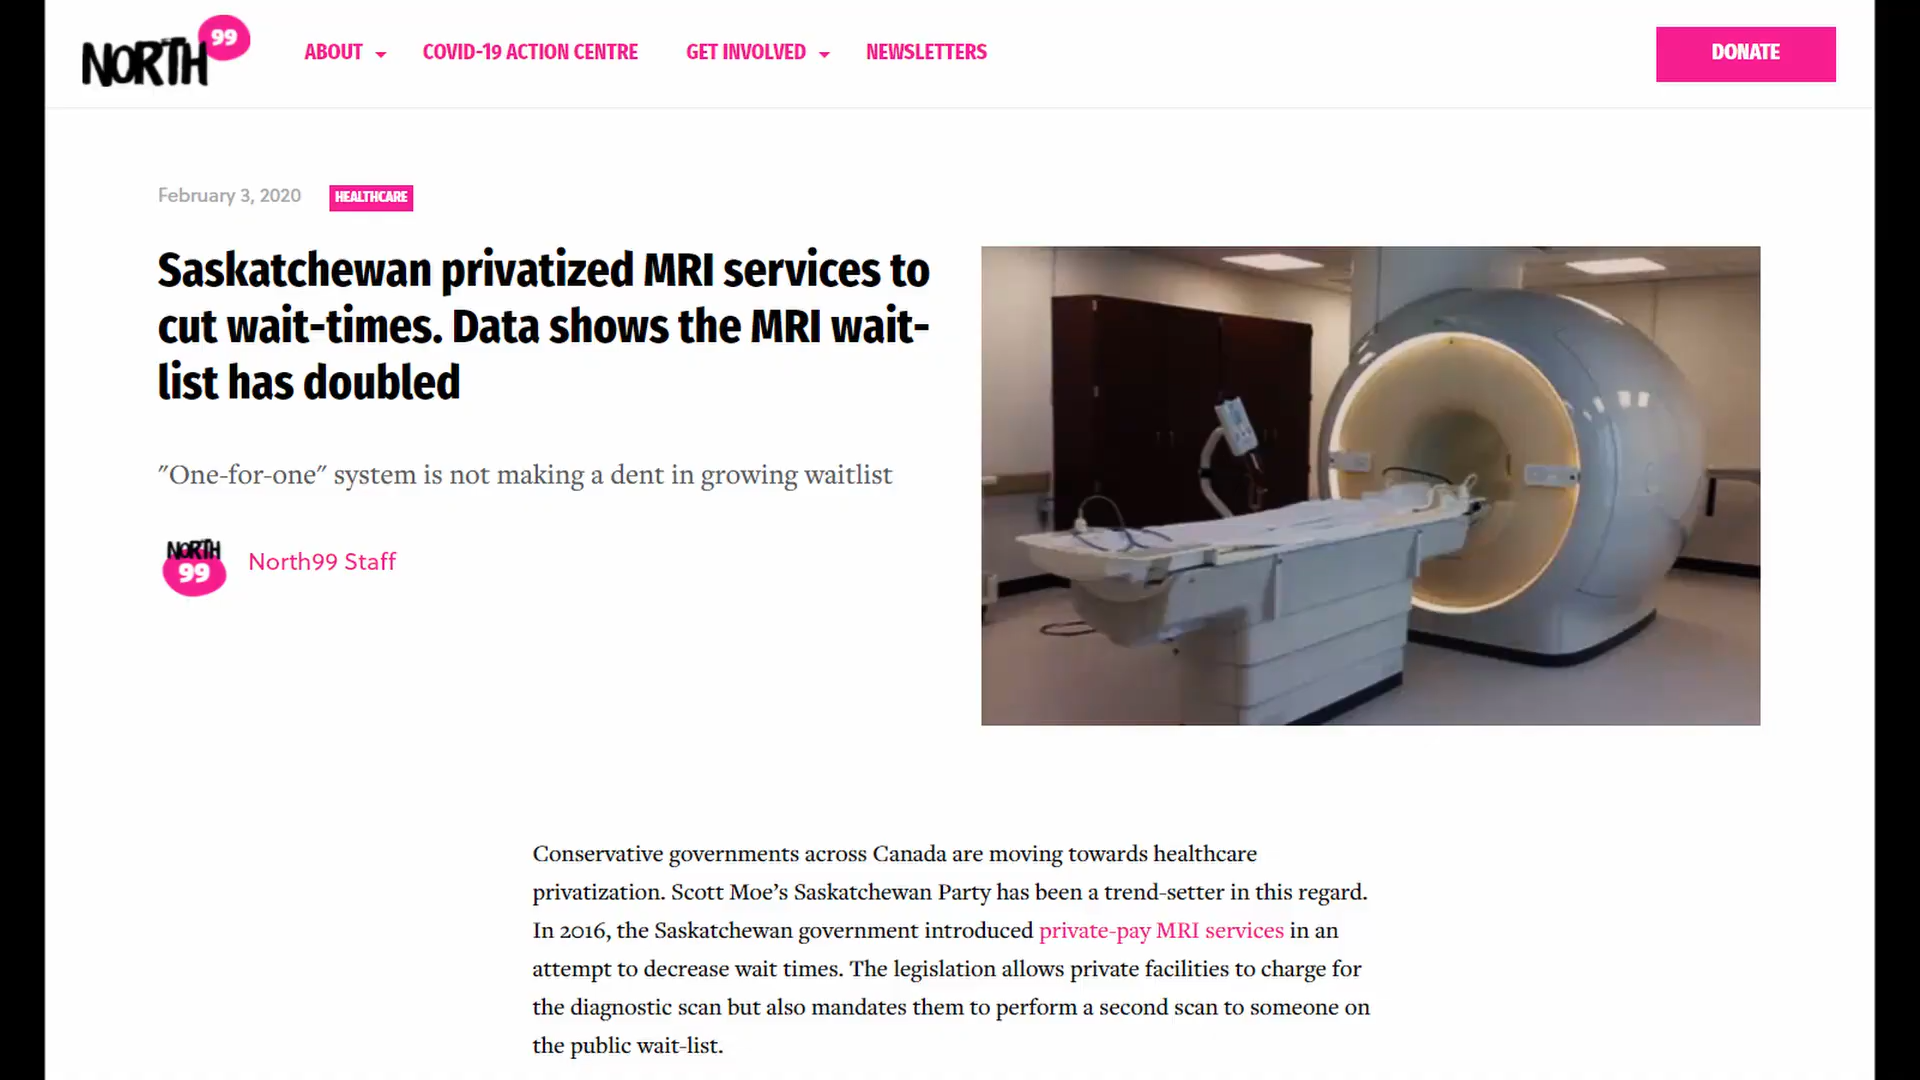 NORTH 99
ABOUT
COVID-19 ACTION CENTRE
GET INVOLVED
NEWSLETTERS
DONATE
February 3, 2020
HEALTHCARE
Saskatchewan privatized MRI services to
cut wait-times. Data shows the MRI wait-
list has doubled
"One-for-one" system is not making a dent in growing waitlist
NORTH
99
North99 Staff
Conservative governments across Canada are moving towards healthcare
privatization. Scott Moe’s Saskatchewan Party has been a trend-setter in this regard.
In 2016, the Saskatchewan government introduced private-pay MRI services in an
attempt to decrease wait times. The legislation allows private facilities to charge for
the diagnostic scan but also mandates them to perform a second scan to someone on
the public wait-list.